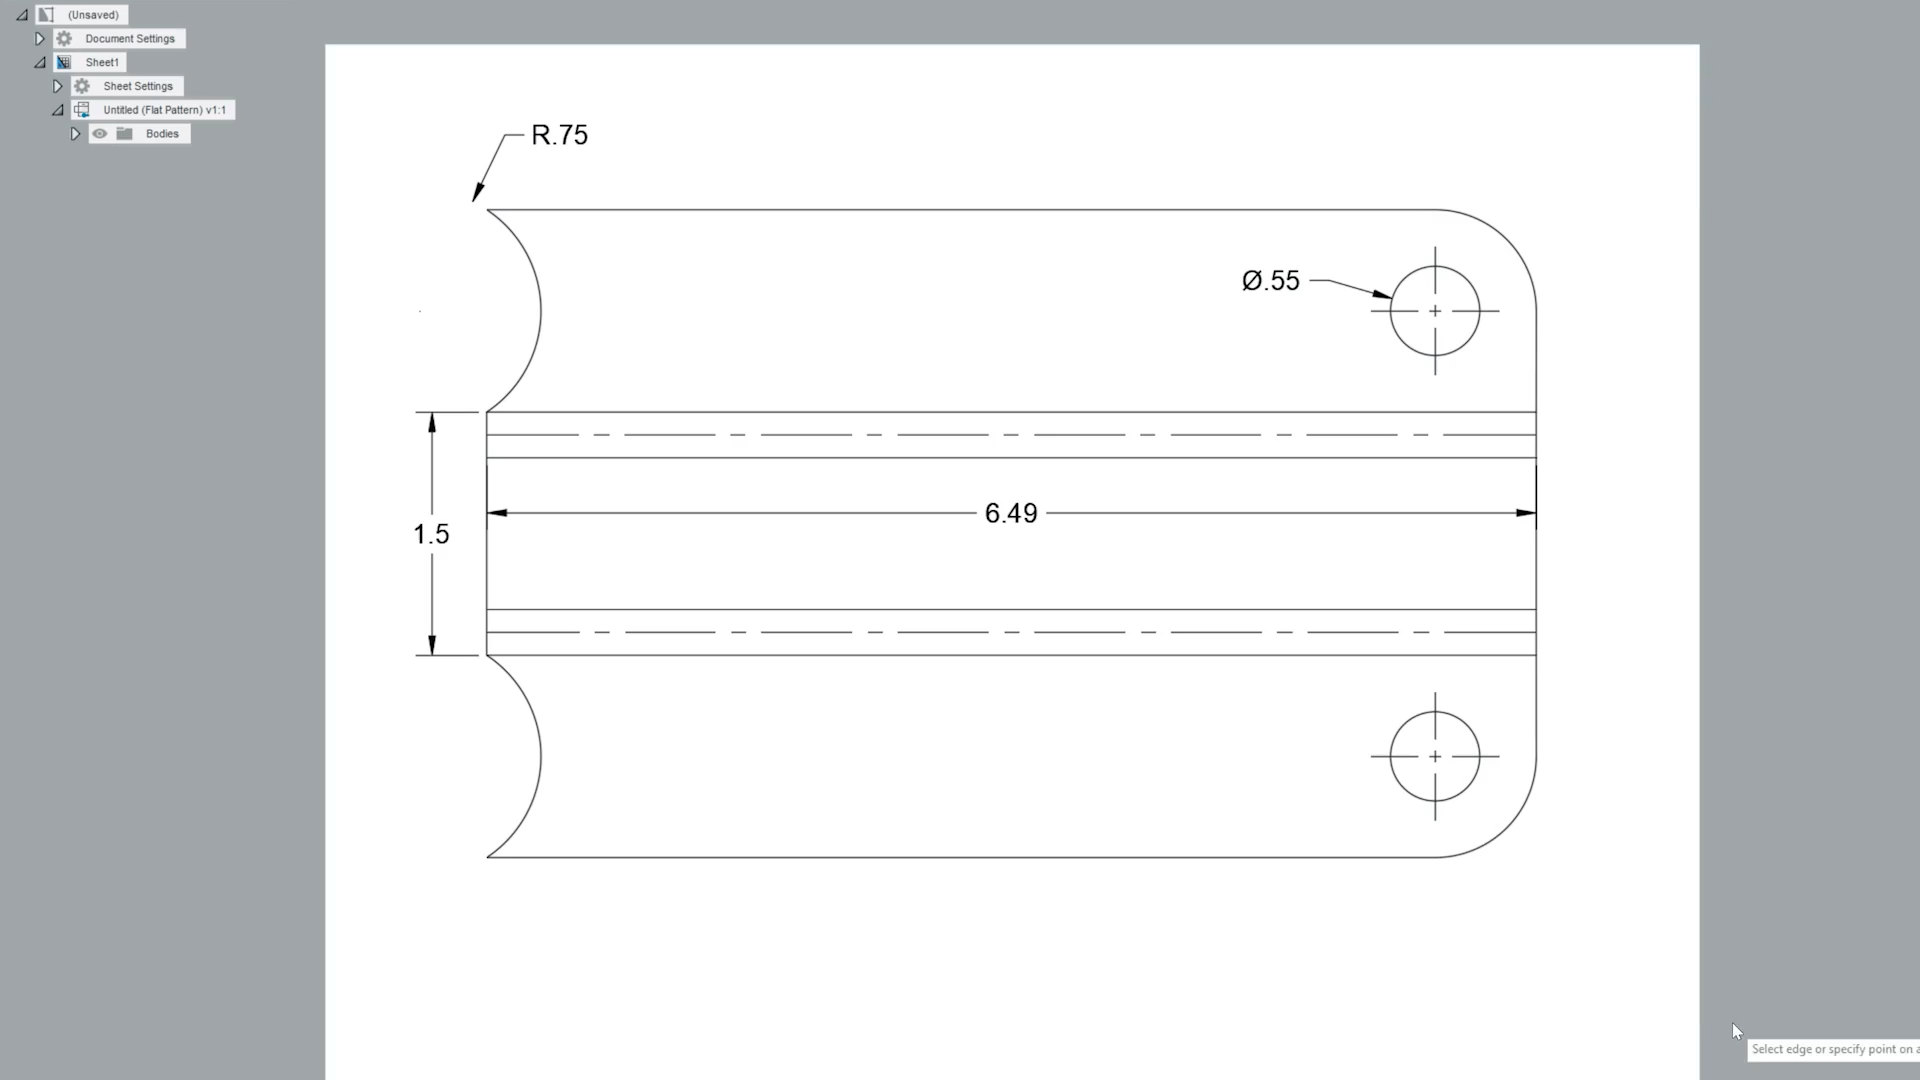 (Unsaved)
Document Settings
Sheet1
Sheet Settings
Untitled (Flat Pattern) v1:1
Bodies
R.75
Ø.55
6.49
1.5
Select edge or specify point on a